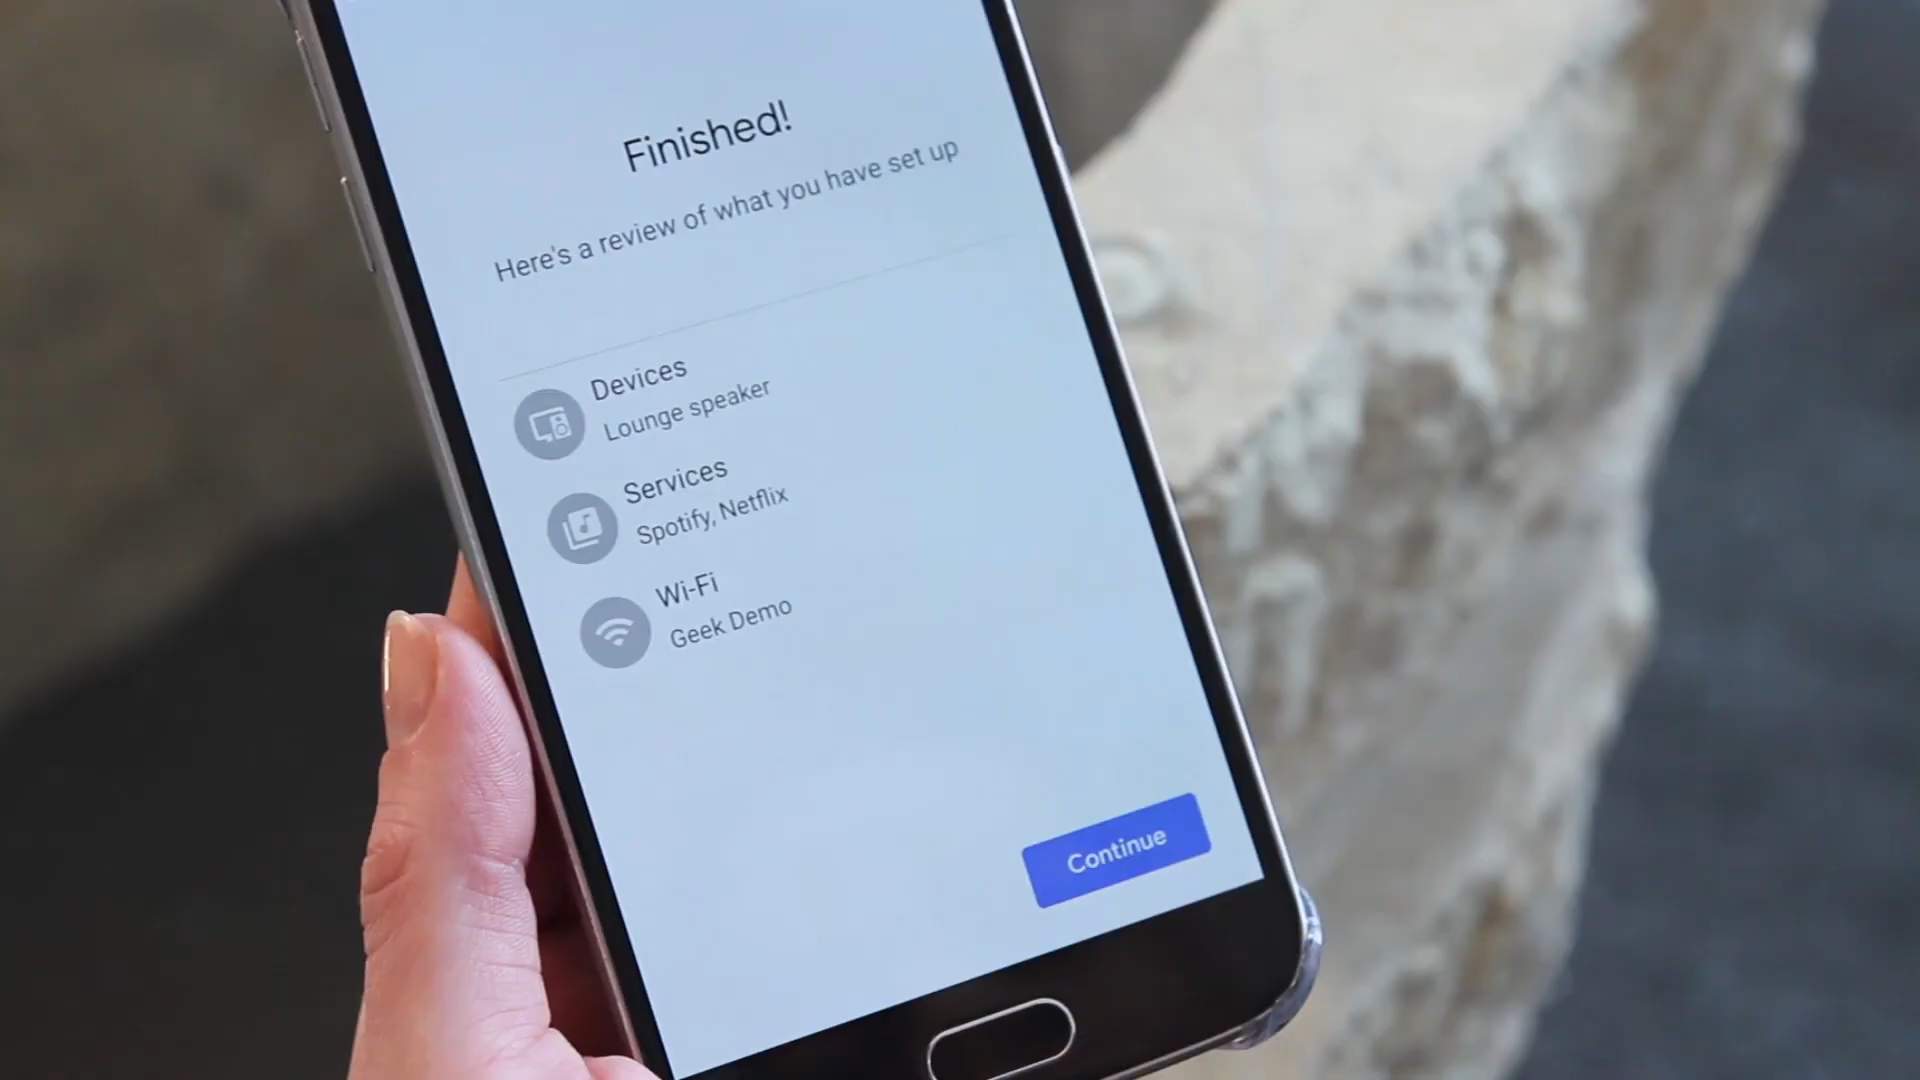 Finished!
Here's a review of what you have set up
Devices
Lounge speaker
Services
Spotify, Netflix
Wi-Fi
Geek Demo
Continue